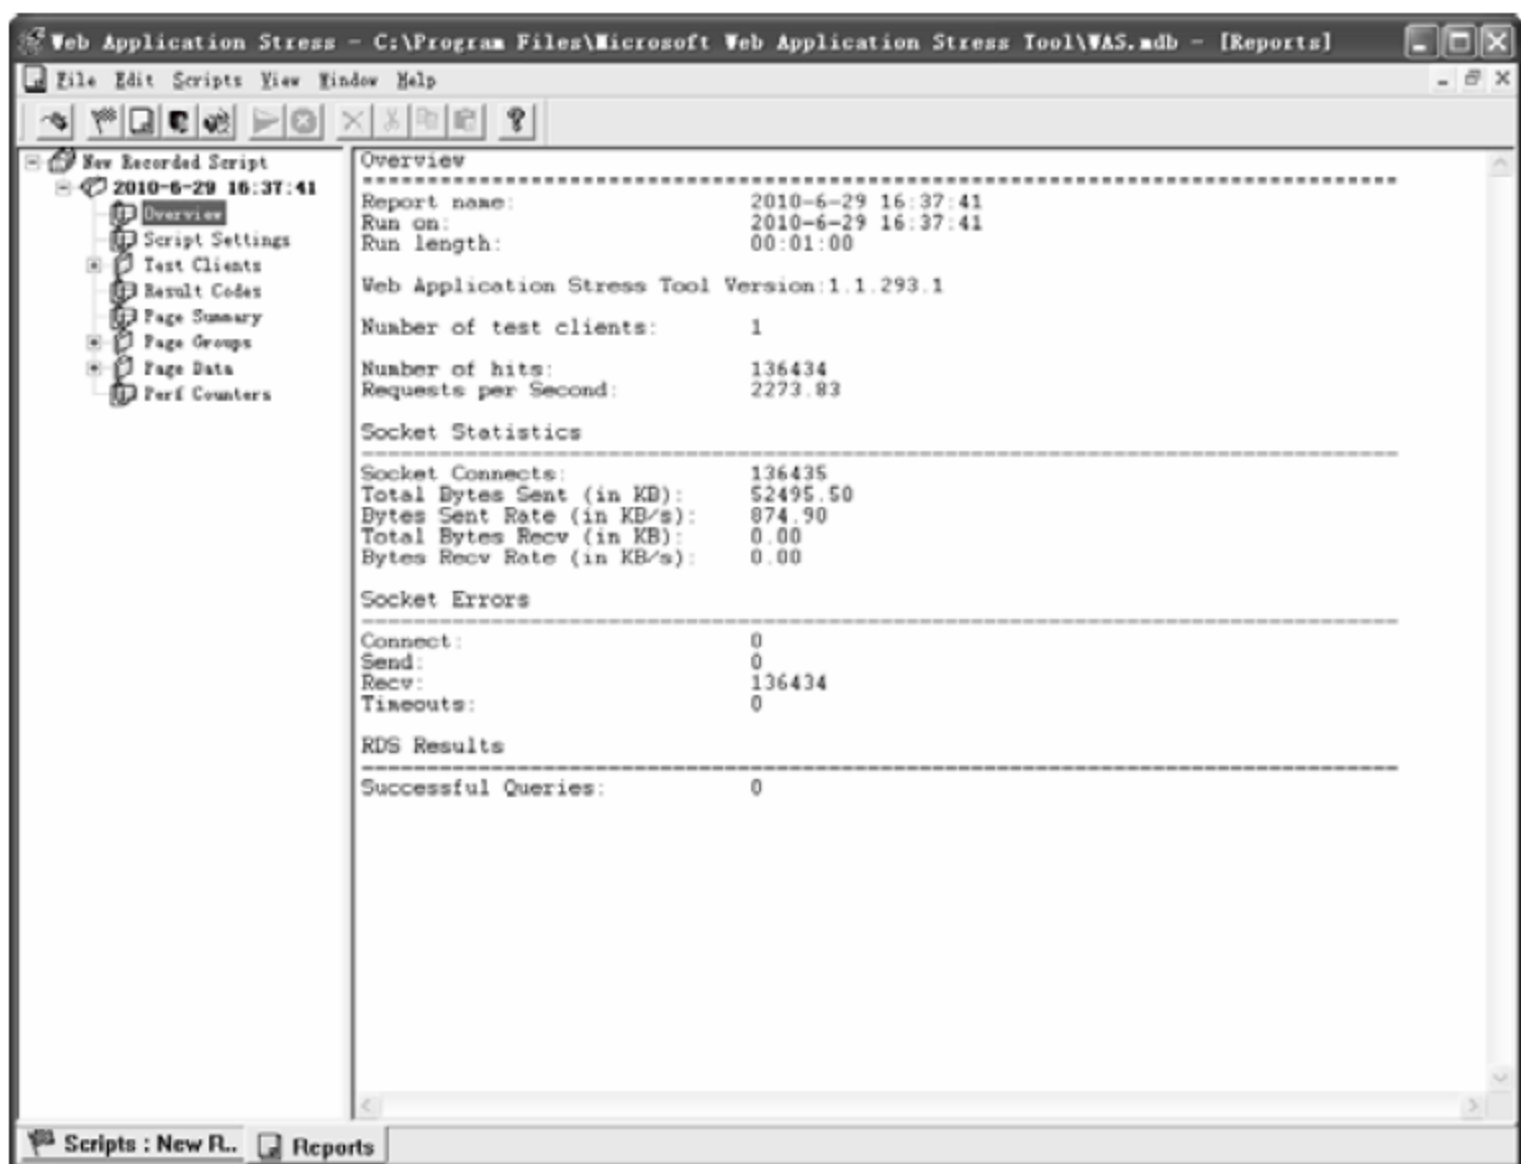 Web Application Stress - C:\Program Files\Microsoft Web Application Stress Tool\WAS.mdb - [Reports]
File Edit Scripts View Window Help
New Recorded Script
2010-6-29 16:37:41
Overview
Script Settings
Test Clients
Result Codes
Page Summary
Page Groups
Page Data
Perf Counters
Overview
Report name: 2010-6-29 16:37:41
Run on: 2010-6-29 16:37:41
Run length: 00:01:00
Web Application Stress Tool Version:1.1.293.1
Number of test clients: 1
Number of hits: 136434
Requests per Second: 2273.83
Socket Statistics
Socket Connects: 136435
Total Bytes Sent (in KB): 52495.50
Bytes Sent Rate (in KB/s): 874.90
Total Bytes Recv (in KB): 0.00
Bytes Recv Rate (in KB/s): 0.00
Socket Errors
Connect: 0
Send: 0
Recv: 136434
Timeouts: 0
RDS Results
Successful Queries: 0
Scripts : New R..
Reports